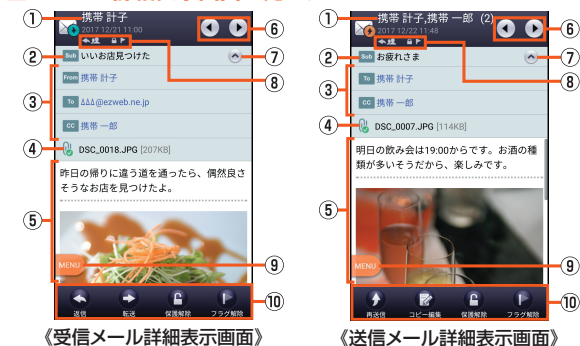 ①
携帯 計子
2017 12/21 11:00
⑥
②
Sub いいお店見つけた
⑦
⑧
③
From 携帯 計子
To ΔΔΔ@ezweb.ne.jp
CC 携帯 一郎
④
DSC_0018.JPG [207KB]
昨日の帰りに違う道を通ったら、偶然良さ
そうなお店を見つけたよ。
⑤
MENU
⑨
返信 転送 保護解除 フラグ解除
⑩
《受信メール詳細表示画面》
①
携帯 計子,携帯 一郎 (2)
2017 12/22 11:48
⑥
②
Sub お疲れさま
⑦
⑧
③
From 携帯 計子
To 携帯 一郎
④
DSC_0007.JPG [114KB]
明日の飲み会は19:00からです。お酒の種
類が多いそうだから、楽しみです。
⑤
MENU
⑨
再送信 コピー編集 保護解除 フラグ解除
⑩
《送信メール詳細表示画面》